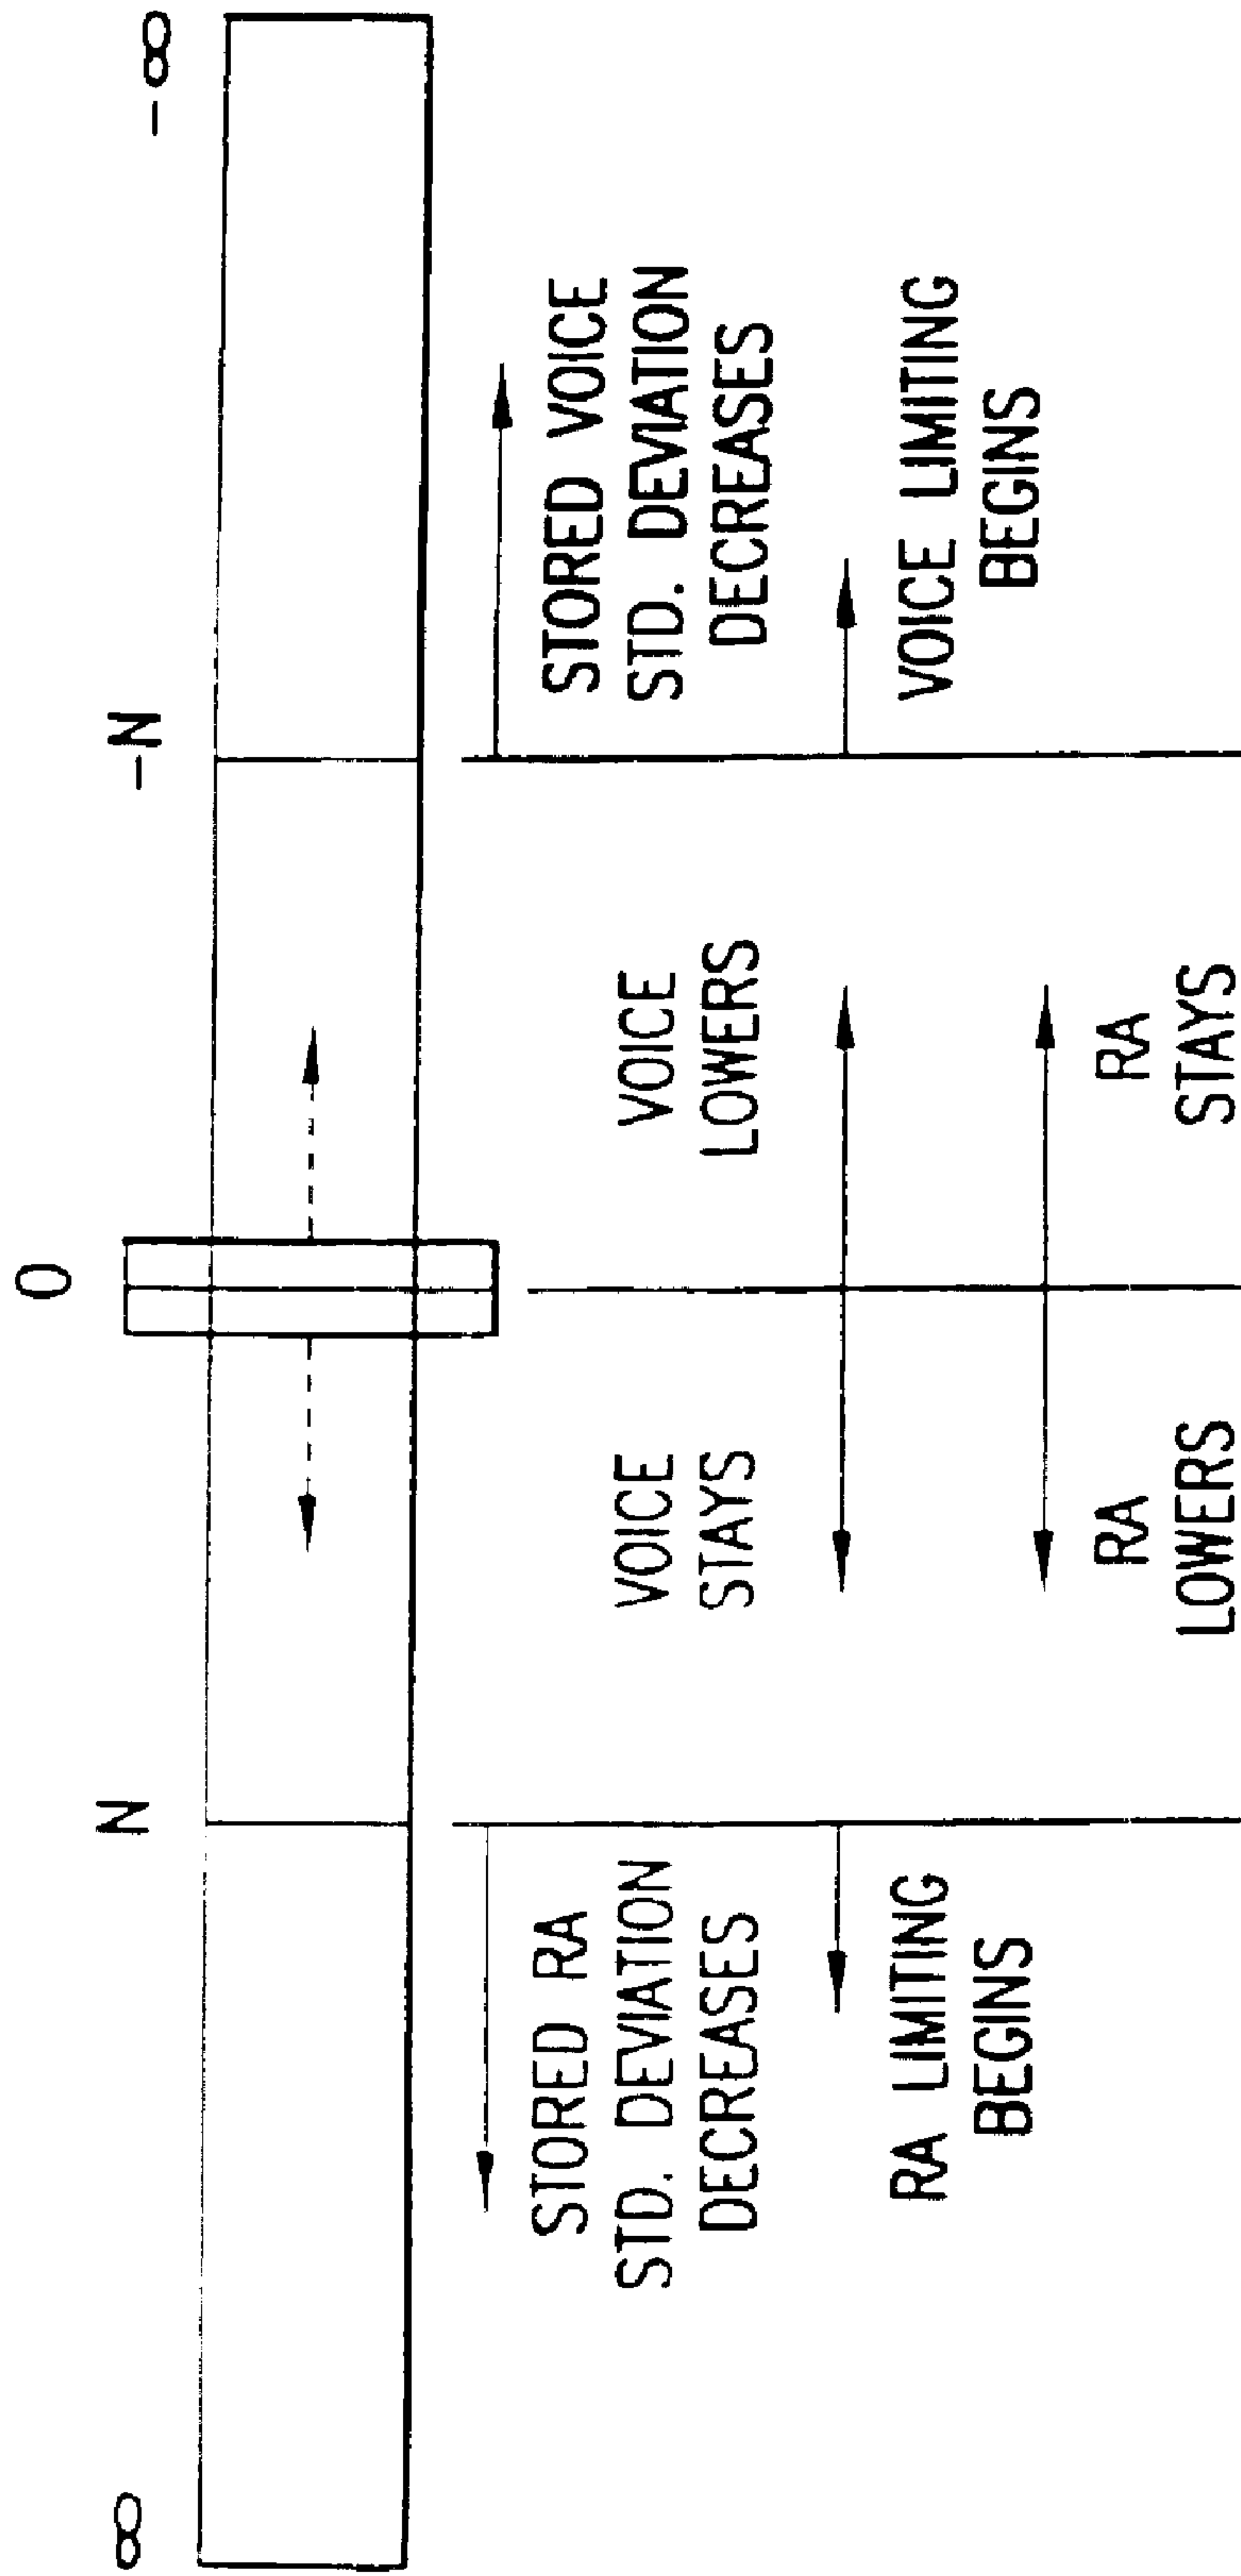 ∞
N
0
-N
-∞
STORED RA
STD. DEVIATION
DECREASES
RA LIMITING
BEGINS
VOICE
STAYS
RA
LOWERS
VOICE
LOWERS
RA
STAYS
STORED VOICE
STD. DEVIATION
DECREASES
VOICE LIMITING
BEGINS